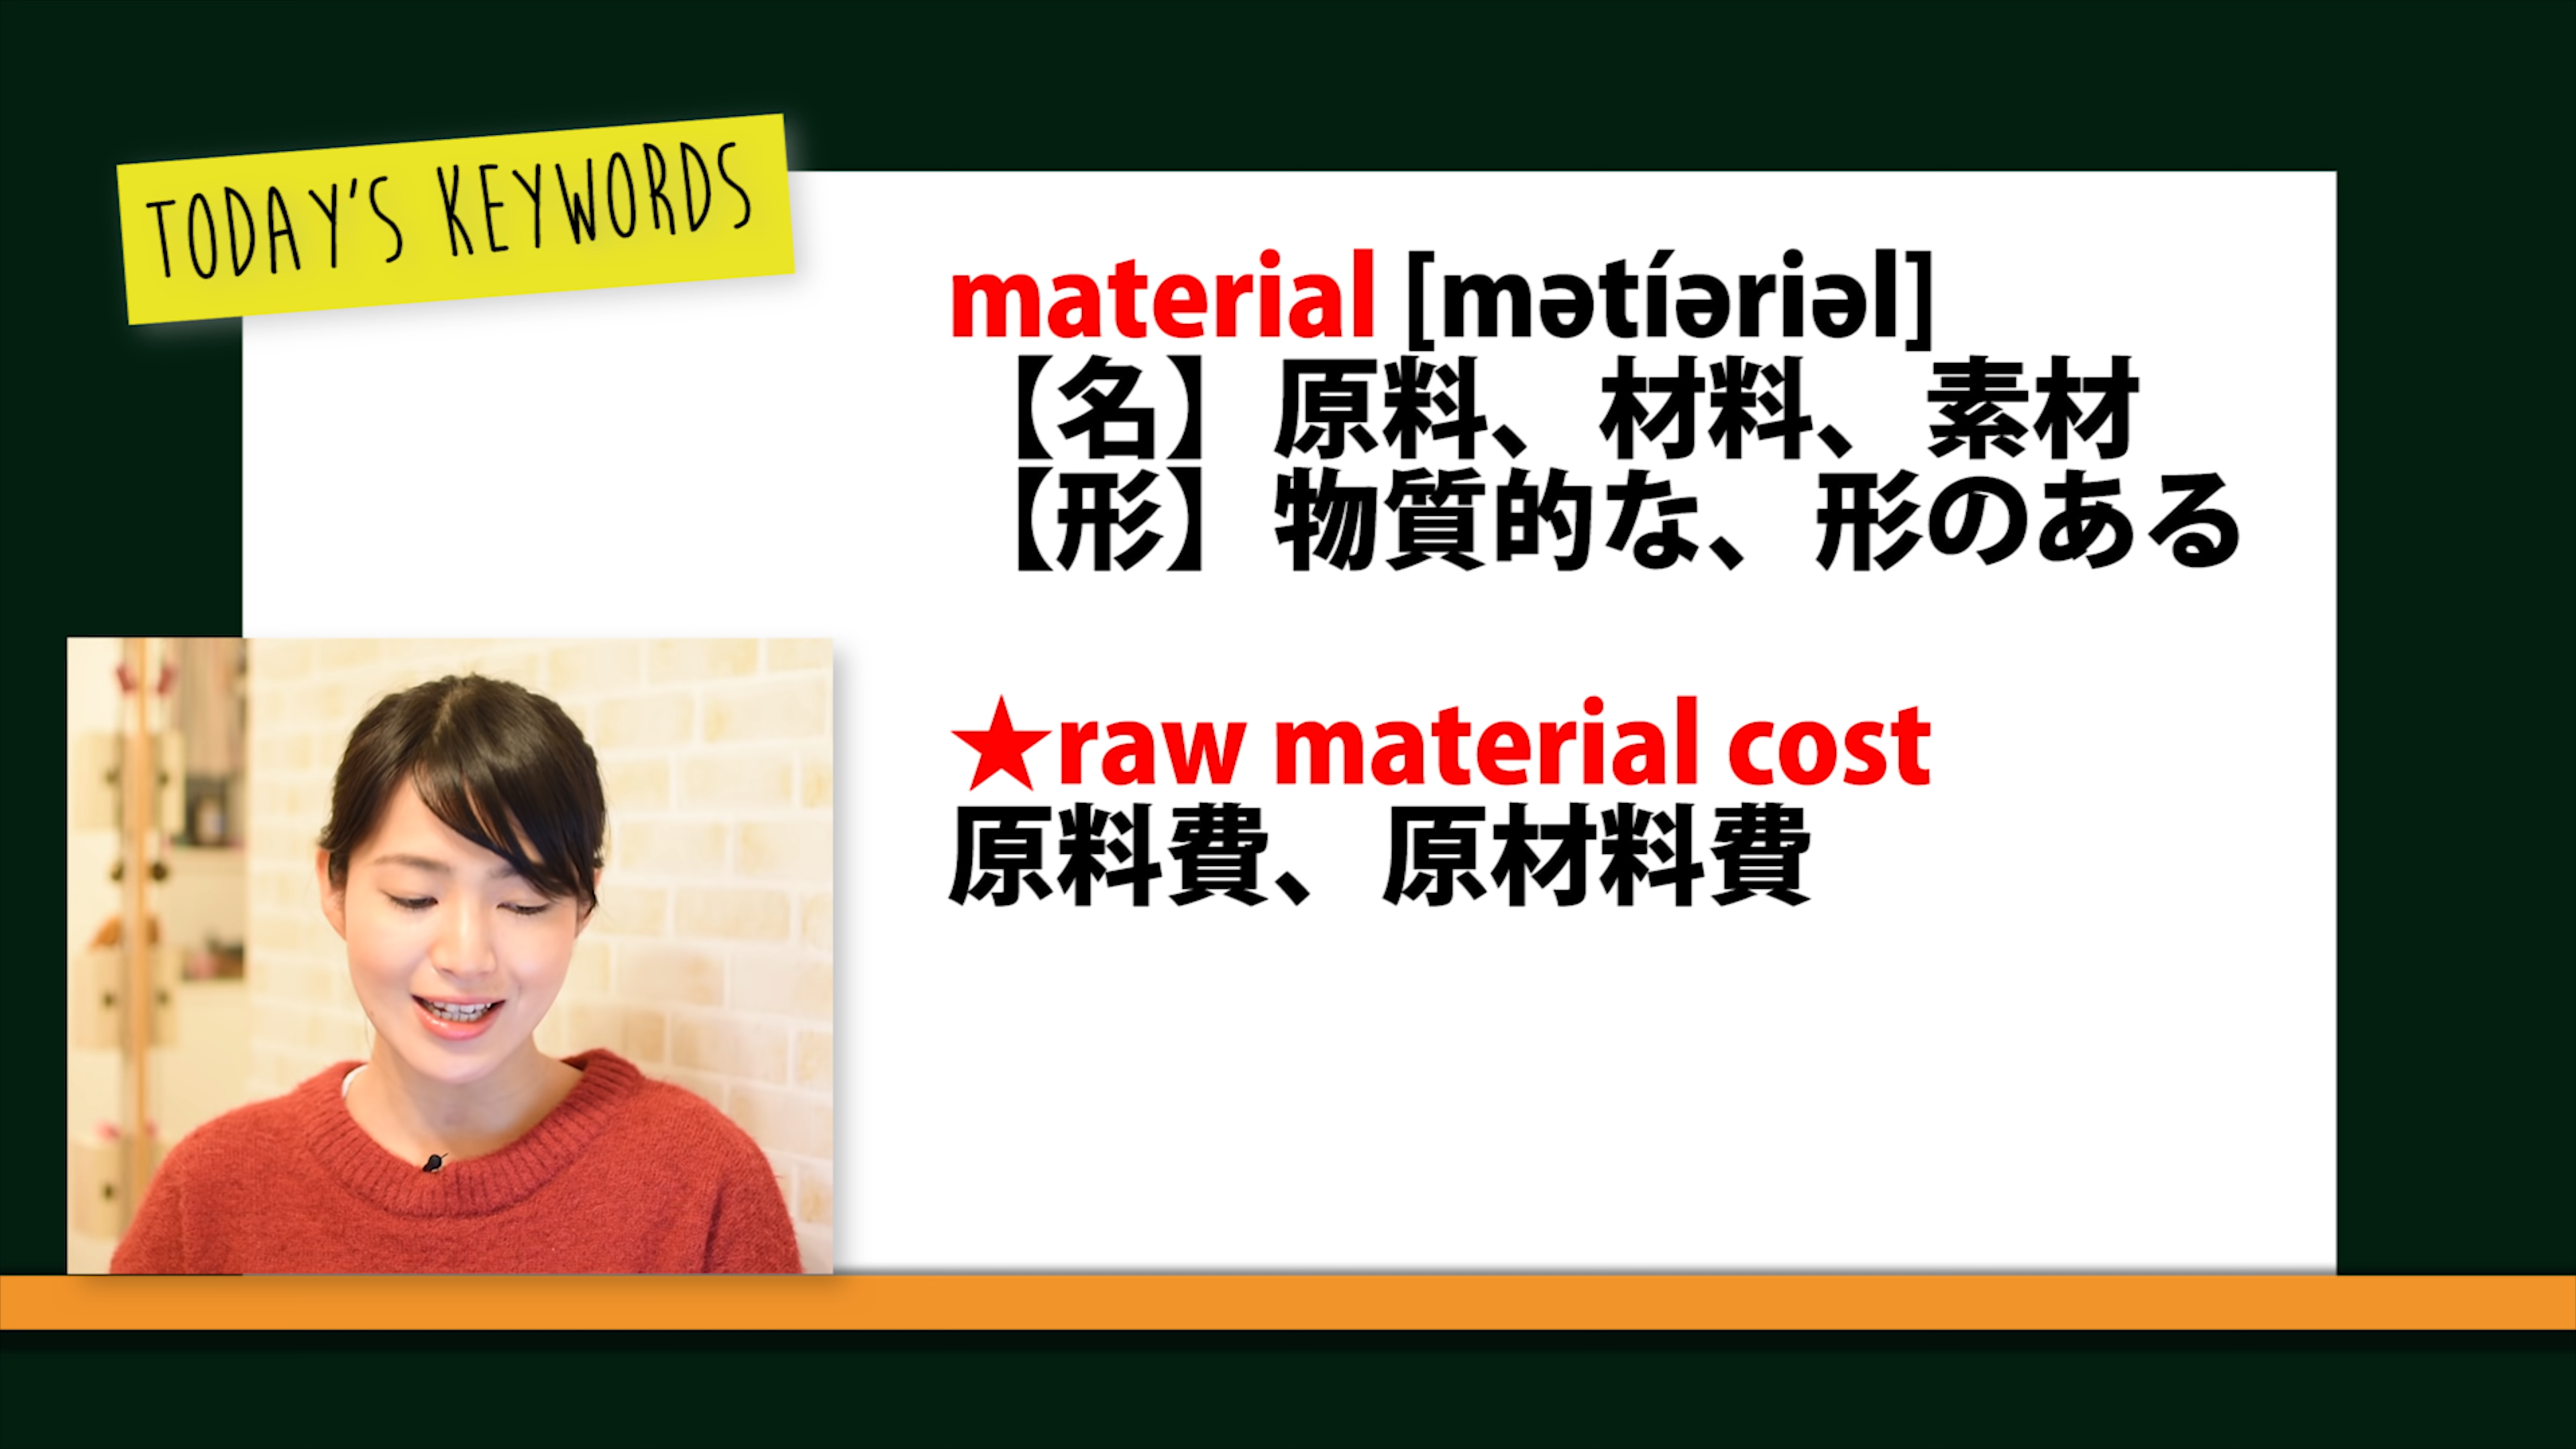 TODAY'S KEYWORDS
material [mətíəriəl]
【名】原料、材料、素材
【形】物質的な、形のある
★raw material cost
原料費、原材料費